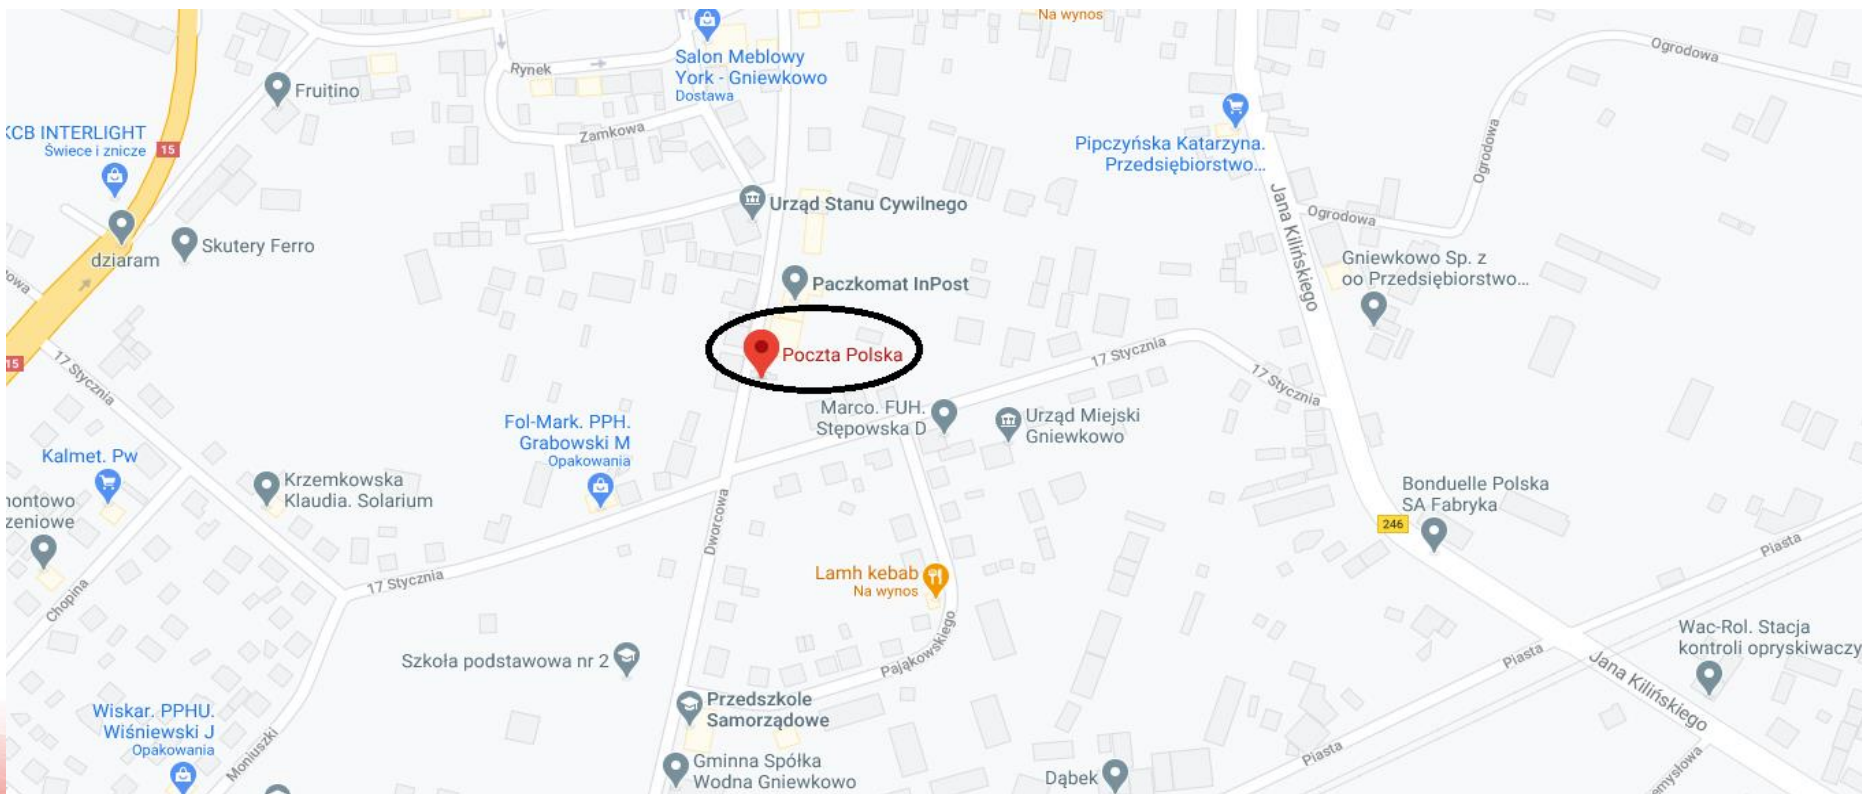 Na wynos
Salon Meblowy
York - Gniewkowo
Dostawa
Rynek
Ogrodowa
Fruitino
KCB INTERLIGHT
Świece i znicze
15
Zamkowa
Pipczyńska Katarzyna.
Przedsiębiorstwo...
Ogrodowa
Urząd Stanu Cywilnego
Jana Kilińskiego
Ogrodowa
dziaram
Skutery Ferro
Gniewkowo Sp. z
oo Przedsiębiorstwo...
Paczkomat InPost
Poczta Polska
15
17 Stycznia
17 Stycznia
17 Stycznia
Marco. FUH.
Stępowska D
Urząd Miejski
Gniewkowo
Fol-Mark. PPH.
Grabowski M
Opakowania
Kalmet. Pw
Krzemkowska
Klaudia. Solarium
Bonduelle Polska
SA Fabryka
246
Dworcowa
Piasta
Chopina
17 Stycznia
Lamh kebab
Na wynos
Szkoła podstawowa nr 2
Pająkowskiego
Piasta
Wac-Rol. Stacja
kontroli opryskiwaczy
Jana Kilińskiego
Przedszkole
Samorządowe
Wiskar. PPHU.
Wiśniewski J
Opakowania
Moniuszki
Gminna Spółka
Wodna Gniewkowo
Dąbek
Piasta